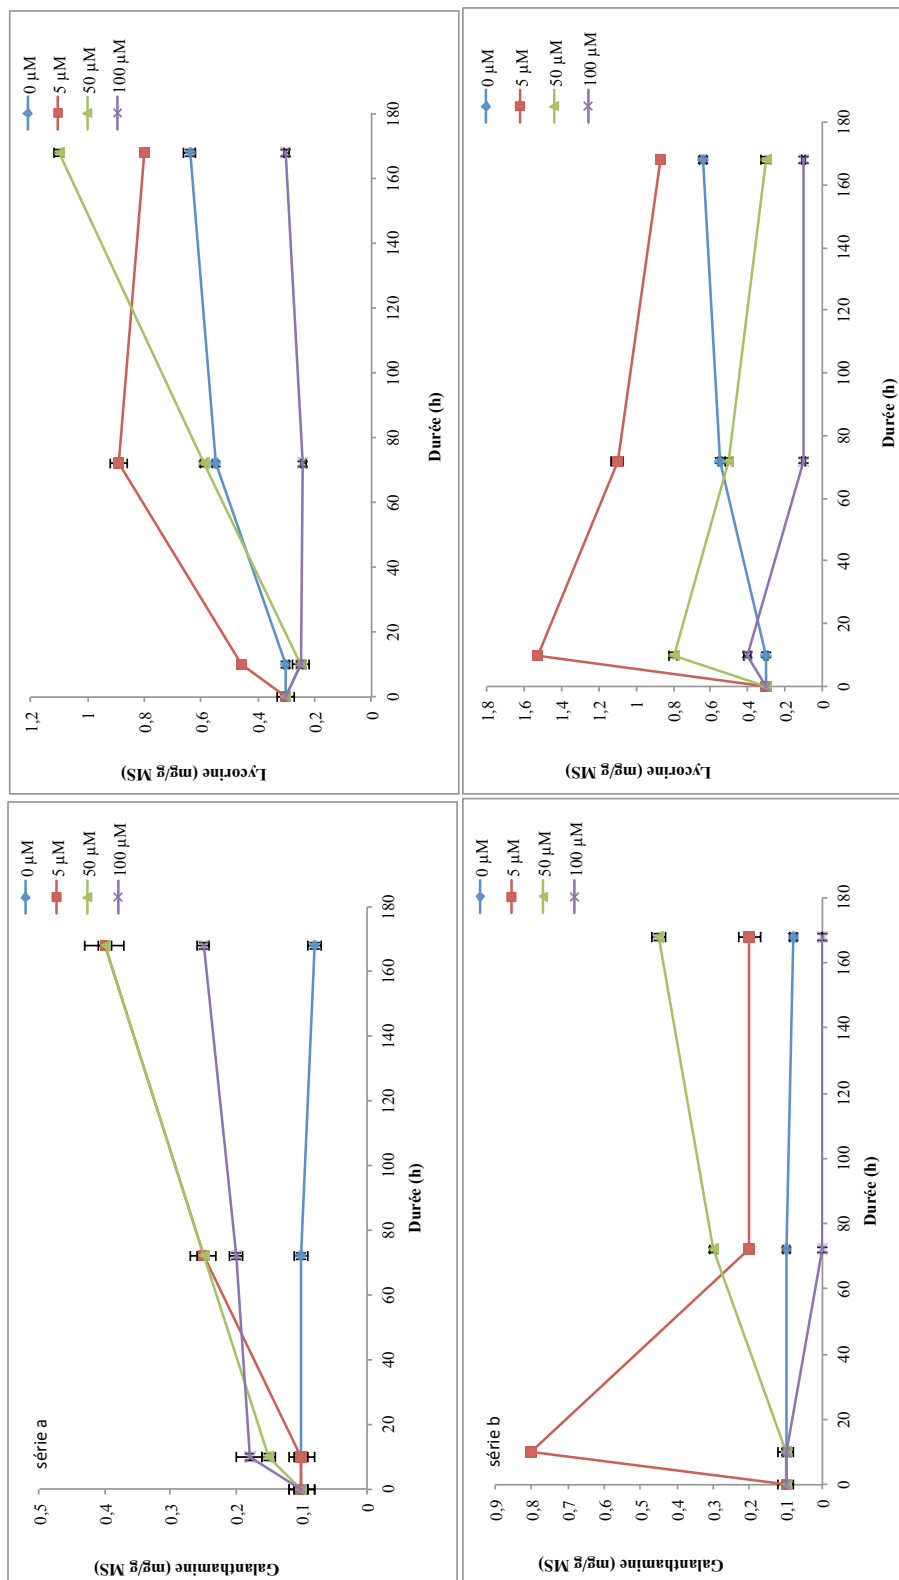 série a
Galanthamine (mg/g MS)
0,5
0,4
0,3
0,2
0,1
0
0 20 40 60 80 100 120 140 160 180
Durée (h)
0 µM
5 µM
50 µM
100 µM
Lycorine (mg/g MS)
1,2
1
0,8
0,6
0,4
0,2
0
0 20 40 60 80 100 120 140 160 180
Durée (h)
0 µM
5 µM
50 µM
100 µM
série b
Galanthamine (mg/g MS)
0,9
0,8
0,7
0,6
0,5
0,4
0,3
0,2
0,1
0
0 20 40 60 80 100 120 140 160 180
Durée (h)
0 µM
5 µM
50 µM
100 µM
Lycorine (mg/g MS)
1,8
1,6
1,4
1,2
1
0,8
0,6
0,4
0,2
0
0 20 40 60 80 100 120 140 160 180
Durée (h)
0 µM
5 µM
50 µM
100 µM